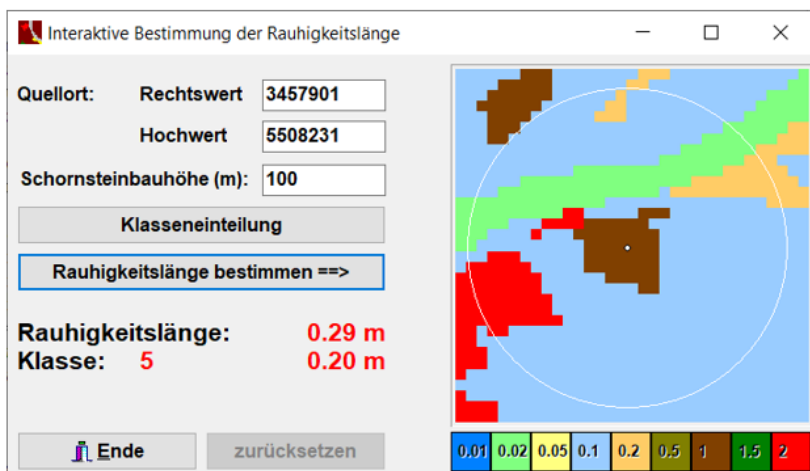 Interaktive Bestimmung der Rauhigkeitslänge
Quellort: Rechtswert 3457901
Hochwert 5508231
Schornsteinbauhöhe (m): 100
Klasseneinteilung
Rauhigkeitslänge bestimmen ==>
Rauhigkeitslänge: 0.29 m
Klasse: 5 0.20 m
Ende zurücksetzen
0.01 0.02 0.05 0.1 0.2 0.5 1 1.5 2